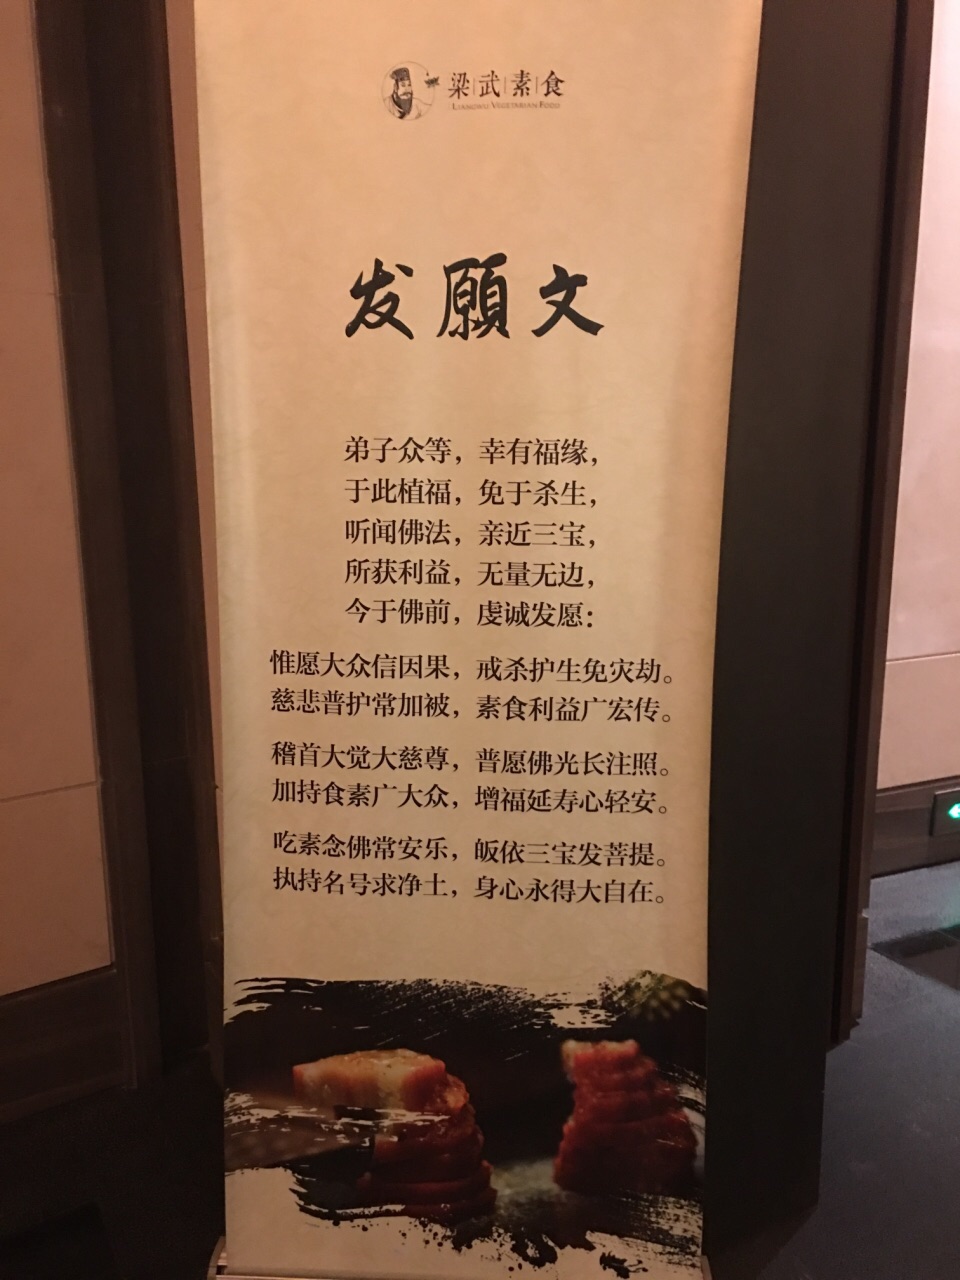 梁武素食
LIANGWU VEGETARIAN FOOD
发願文
弟子众等，幸有福缘，
于此植福，免于杀生，
听闻佛法，亲近三宝，
所获利益，无量无边，
今于佛前，虔诚发愿：
惟愿大众信因果，戒杀护生免灾劫。
慈悲普护常加被，素食利益广宏传。
稽首大觉大慈尊，普愿佛光长注照。
加持食素广大众，增福延寿心轻安。
吃素念佛常安乐，皈依三宝发菩提。
执持名号求净土，身心永得大自在。